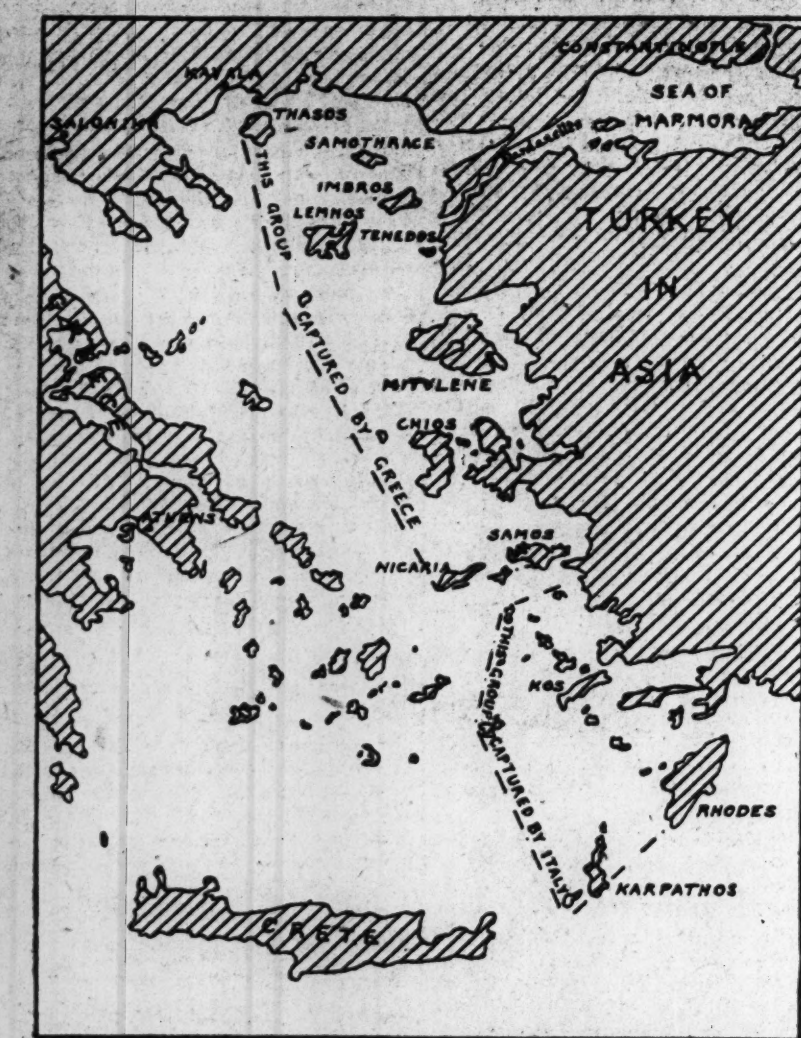 CONSTANTINOPLE
KAVALA
SEA OF
MARMORA
THASOS
SALONIKA
SAMOTHRACE
Dardanelles
IMBROS
LEMNOS
TENEDOS
TURKEY
IN
ASIA
THIS GROUP CAPTURED BY GREECE
GREECE
MITYLENE
CHIOS
ATHENS
SAMOS
NICARIA
THIS GROUP CAPTURED BY ITALY
KOS
RHODES
KARPATHOS
CRETE